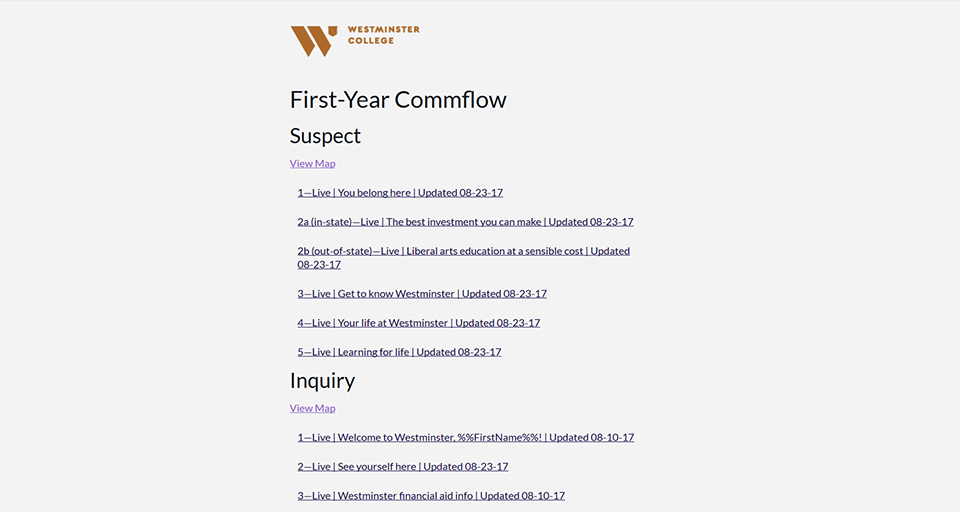 WESTMINSTER
COLLEGE
First-Year Commflow
Suspect
View Map
1—Live | You belong here | Updated 08-23-17
2a (in-state)—Live | The best investment you can make | Updated 08-23-17
2b (out-of-state)—Live | Liberal arts education at a sensible cost | Updated
08-23-17
3—Live | Get to know Westminster | Updated 08-23-17
4—Live | Your life at Westminster | Updated 08-23-17
5—Live | Learning for life | Updated 08-23-17
Inquiry
View Map
1—Live | Welcome to Westminster, %%FirstName%%! | Updated 08-10-17
2—Live | See yourself here | Updated 08-23-17
3—Live | Westminster financial aid info | Updated 08-10-17